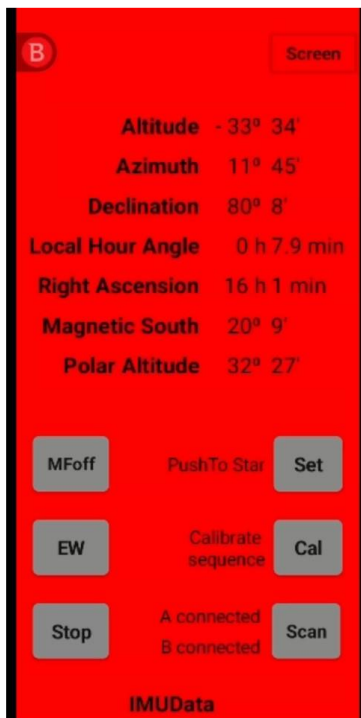 B
Screen
Altitude - 33º 34'
Azimuth 11º 45'
Declination 80º 8'
Local Hour Angle 0 h 7.9 min
Right Ascension 16 h 1 min
Magnetic South 20º 9'
Polar Altitude 32º 27'
MFoff PushTo Star Set
EW Calibrate sequence Cal
Stop A connected Scan
B connected
IMUData